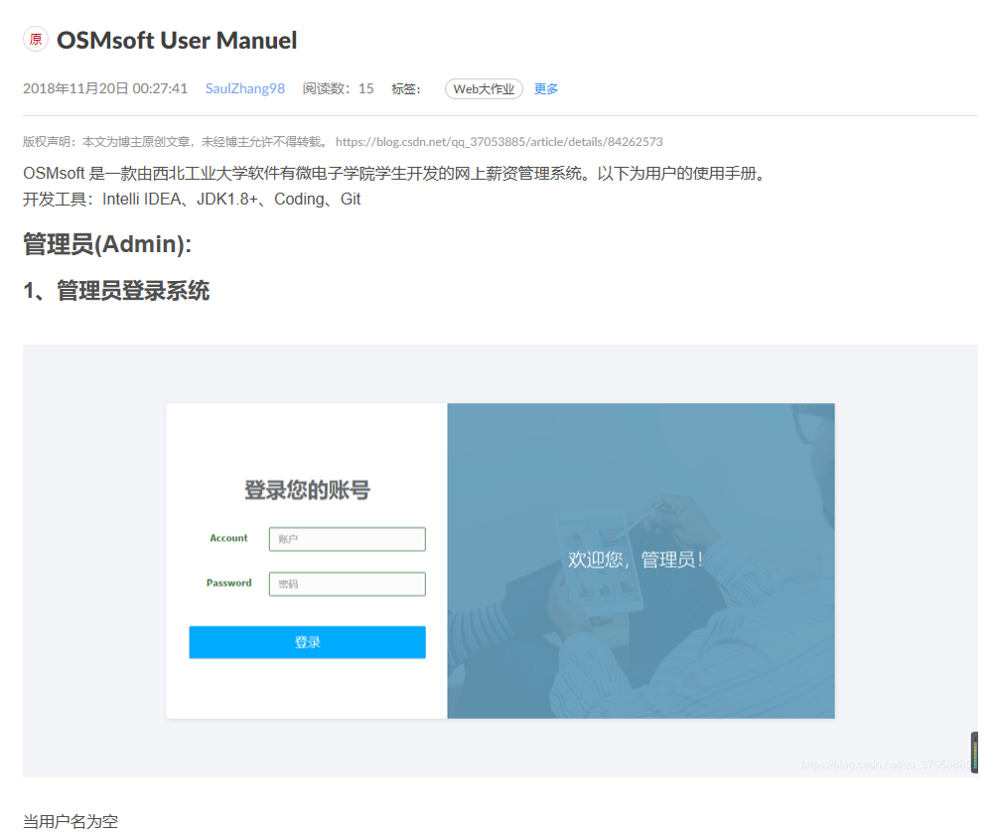 原 OSMsoft User Manuel
2018年11月20日 00:27:41 SaulZhang98 阅读数：15 标签： Web大作业 更多
版权声明：本文为博主原创文章，未经博主允许不得转载。 https://blog.csdn.net/qq_37053885/article/details/84262573
OSMsoft 是一款由西北工业大学软件有微电子学院学生开发的网上薪资管理系统。以下为用户的使用手册。
开发工具：Intelli IDEA、JDK1.8+、Coding、Git
管理员(Admin):
1、管理员登录系统
登录您的账号
Account 账户
Password 密码
登录
欢迎您，管理员！
https://blog.csdn.net/qq_37053885
当用户名为空